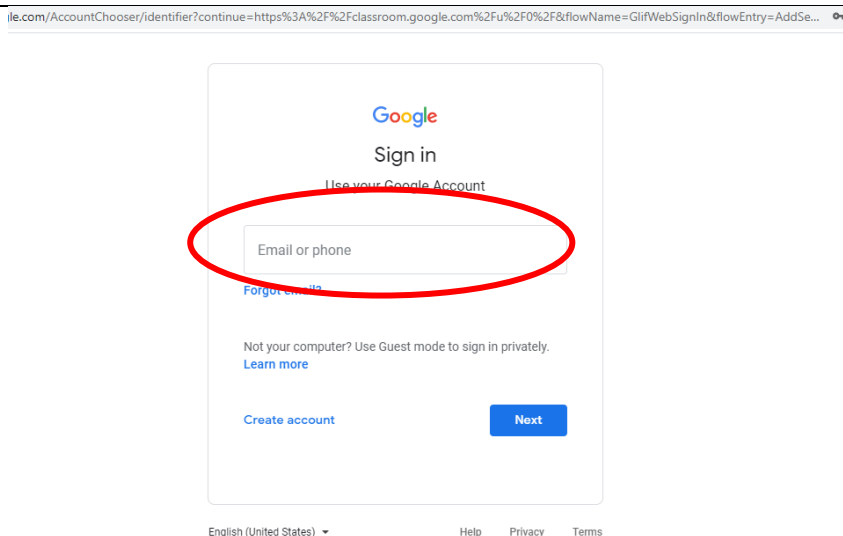 le.com/AccountChooser/identifier?continue=https%3A%2F%2Fclassroom.google.com%2Fu%2F0%2F&flowName=GlifWebSignIn&flowEntry=AddSe...
Google
Sign in
Use your Google Account
Email or phone
Forgot email?
Not your computer? Use Guest mode to sign in privately.
Learn more
Create account
Next
English (United States)
Help
Privacy
Terms